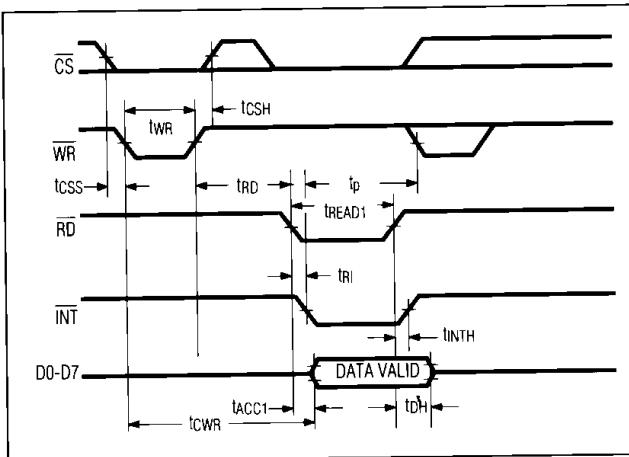 CS
tCSH
tWR
WR
tCSS
tRD
tp
tREAD1
RD
tRI
INT
tINTH
D0-D7
DATA VALID
tACC1
tDH
tCWR